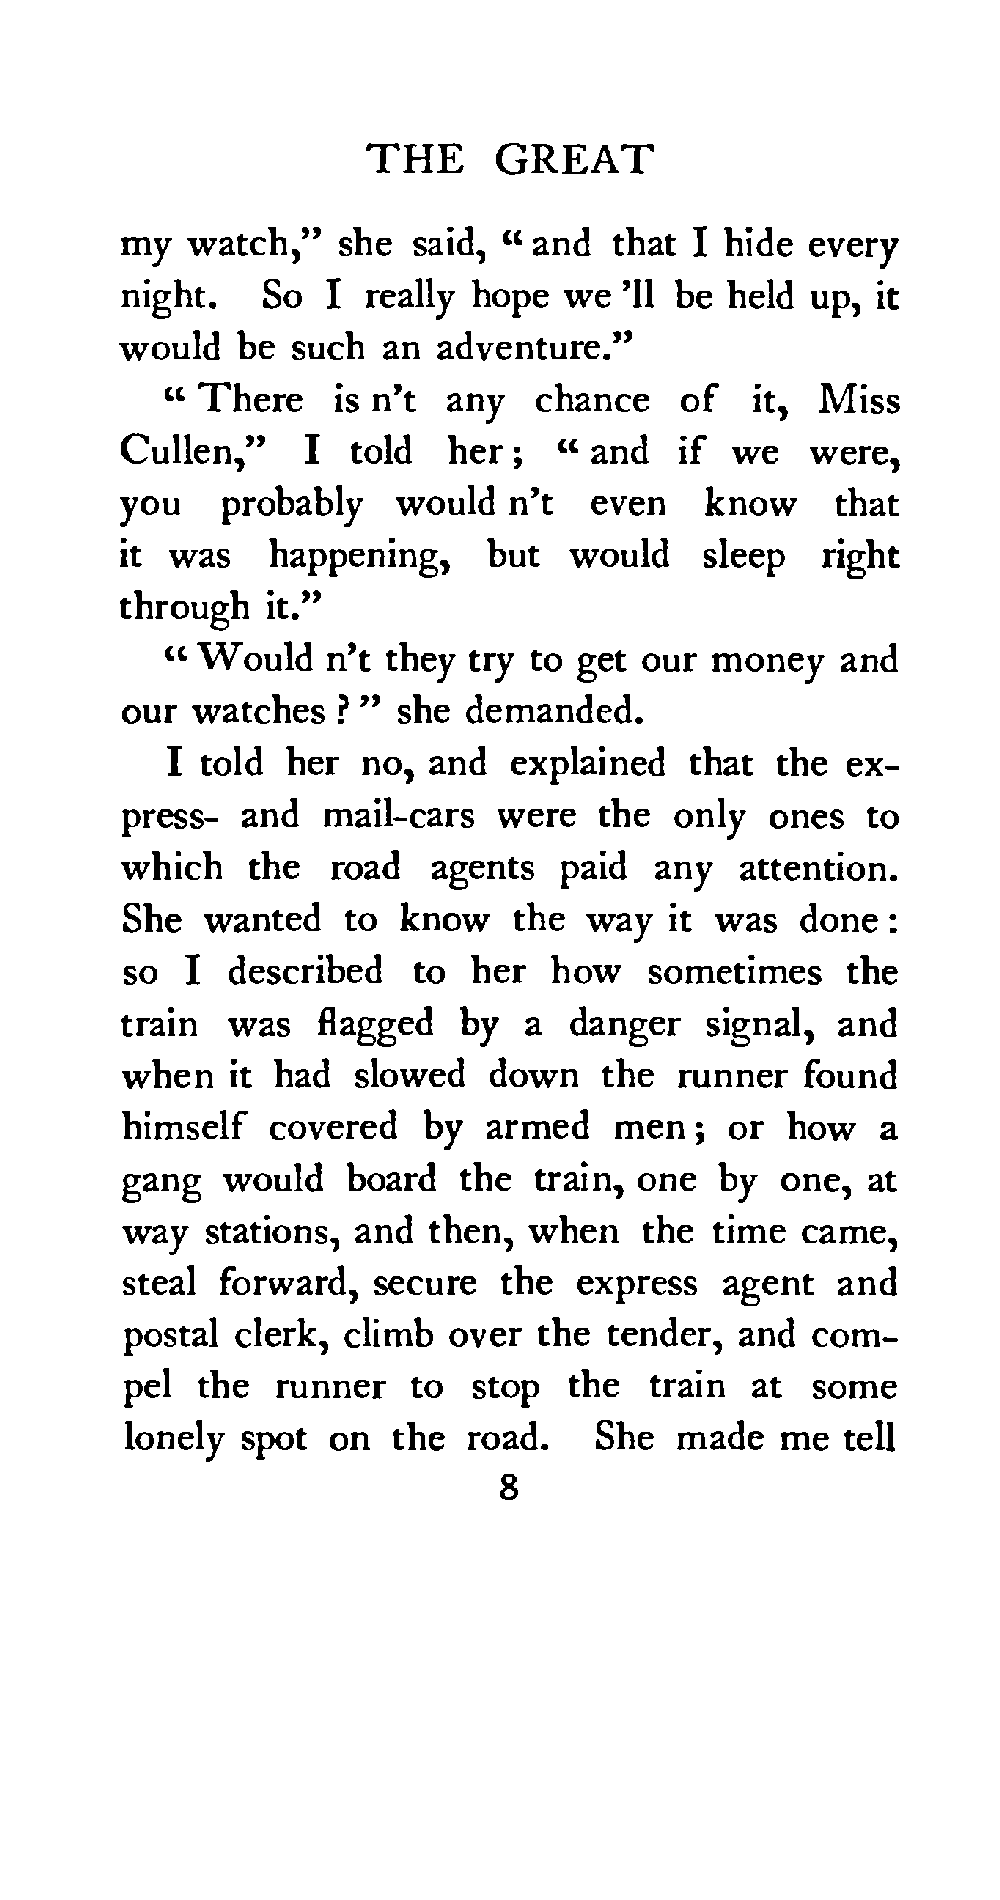 THE GREAT
my watch,” she said, “ and that I hide every
night. So I really hope we ’ll be held up, it
would be such an adventure.”
“ There is n’t any chance of it, Miss
Cullen,” I told her ; “ and if we were,
you probably would n’t even know that
it was happening, but would sleep right
through it.”
“ Would n’t they try to get our money and
our watches ? ” she demanded.
I told her no, and explained that the ex-
press- and mail-cars were the only ones to
which the road agents paid any attention.
She wanted to know the way it was done :
so I described to her how sometimes the
train was flagged by a danger signal, and
when it had slowed down the runner found
himself covered by armed men ; or how a
gang would board the train, one by one, at
way stations, and then, when the time came,
steal forward, secure the express agent and
postal clerk, climb over the tender, and com-
pel the runner to stop the train at some
lonely spot on the road. She made me tell
8